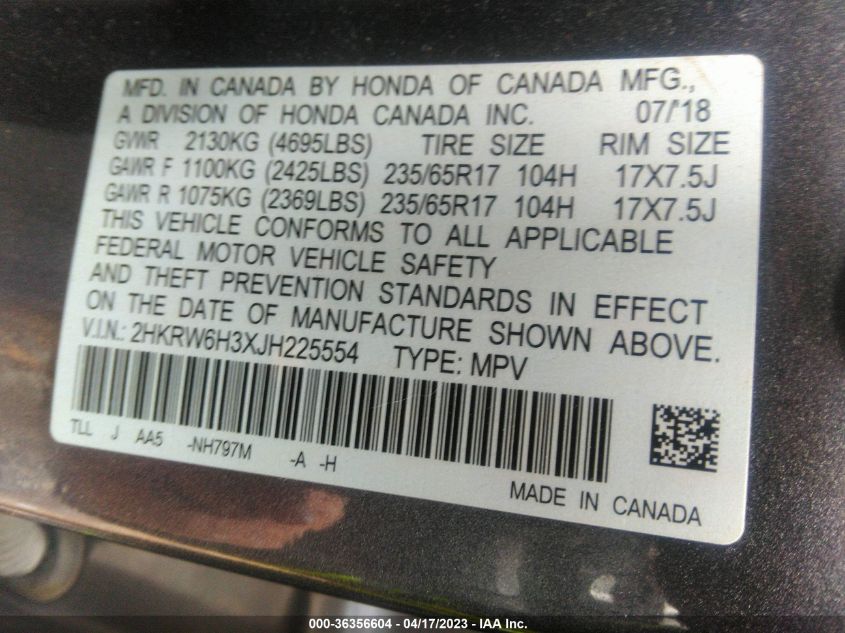 MFD. IN CANADA BY HONDA OF CANADA MFG.,
A DIVISION OF HONDA CANADA INC. 07/'18
GVWR 2130KG (4695LBS) TIRE SIZE RIM SIZE
GAWR F 1100KG (2425LBS) 235/65R17 104H 17X7.5J
GAWR R 1075KG (2369LBS) 235/65R17 104H 17X7.5J
THIS VEHICLE CONFORMS TO ALL APPLICABLE
FEDERAL MOTOR VEHICLE SAFETY
AND THEFT PREVENTION STANDARDS IN EFFECT
ON THE DATE OF MANUFACTURE SHOWN ABOVE.
V.I.N.: 2HKRW6H3XJH225554 TYPE: MPV
TLL J AA5 -NH797M -A -H
MADE IN CANADA
000-36356604 - 04/17/2023 - IAA Inc.